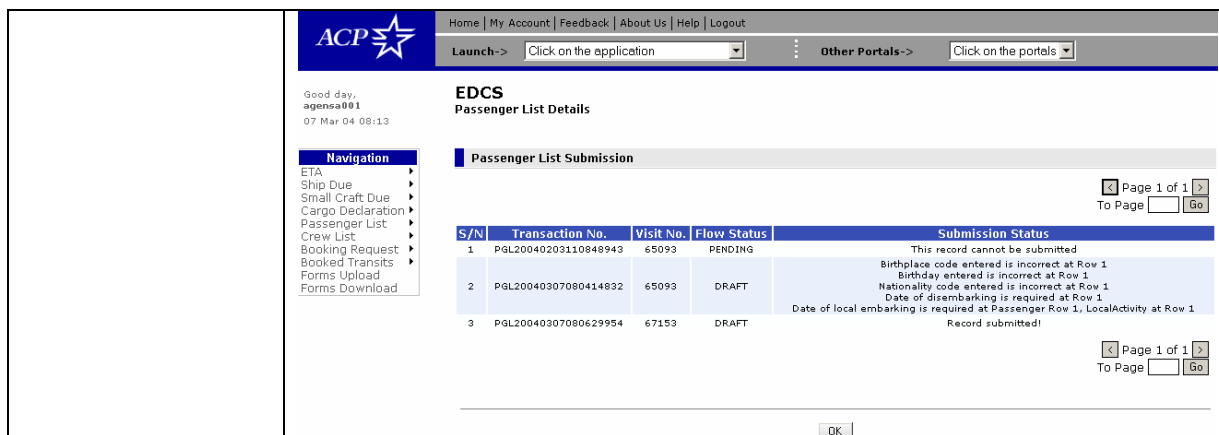 ACP
Home | My Account | Feedback | About Us | Help | Logout
Launch-> Click on the application Other Portals-> Click on the portals
Good day,
agensa001
07 Mar 04 08:13
EDCS
Passenger List Details
Navigation
ETA
Ship Due
Small Craft Due
Cargo Declaration
Passenger List
Crew List
Booking Request
Booked Transits
Forms Upload
Forms Download
Passenger List Submission
< Page 1 of 1 >
To Page Go
S/N Transaction No. Visit No. Flow Status Submission Status
1 PGL20040203110848943 65093 PENDING This record cannot be submitted
2 PGL20040307080414832 65093 DRAFT Birthplace code entered is incorrect at Row 1
Birthday entered is incorrect at Row 1
Nationality code entered is incorrect at Row 1
Date of disembarking is required at Row 1
Date of local embarking is required at Passenger Row 1, LocalActivity at Row 1
3 PGL20040307080629954 67153 DRAFT Record submitted!
< Page 1 of 1 >
To Page Go
OK